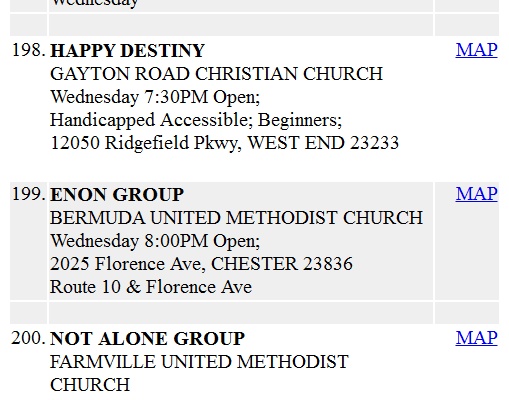 Wednesday
198. HAPPY DESTINY MAP
GAYTON ROAD CHRISTIAN CHURCH
Wednesday 7:30PM Open;
Handicapped Accessible; Beginners;
12050 Ridgefield Pkwy, WEST END 23233
199. ENON GROUP MAP
BERMUDA UNITED METHODIST CHURCH
Wednesday 8:00PM Open;
2025 Florence Ave, CHESTER 23836
Route 10 & Florence Ave
200. NOT ALONE GROUP MAP
FARMVILLE UNITED METHODIST
CHURCH